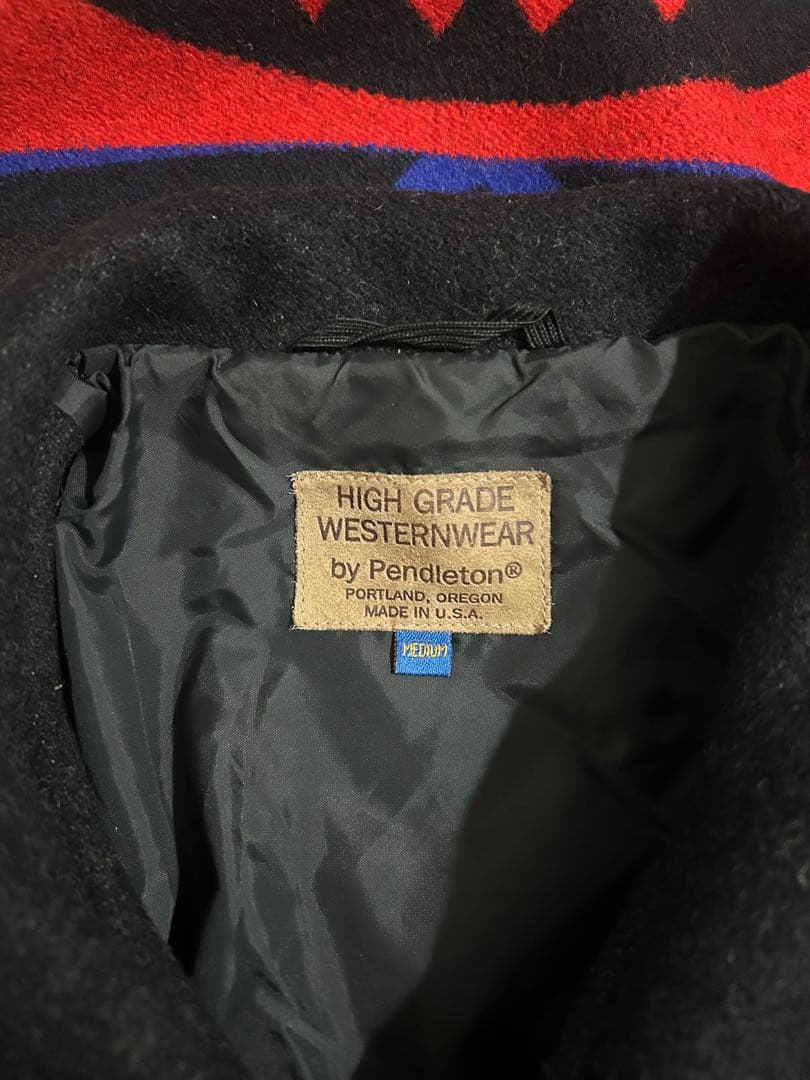 HIGH GRADE
WESTERNWEAR
by Pendleton®
PORTLAND, OREGON
MADE IN U.S.A.
MEDIUM